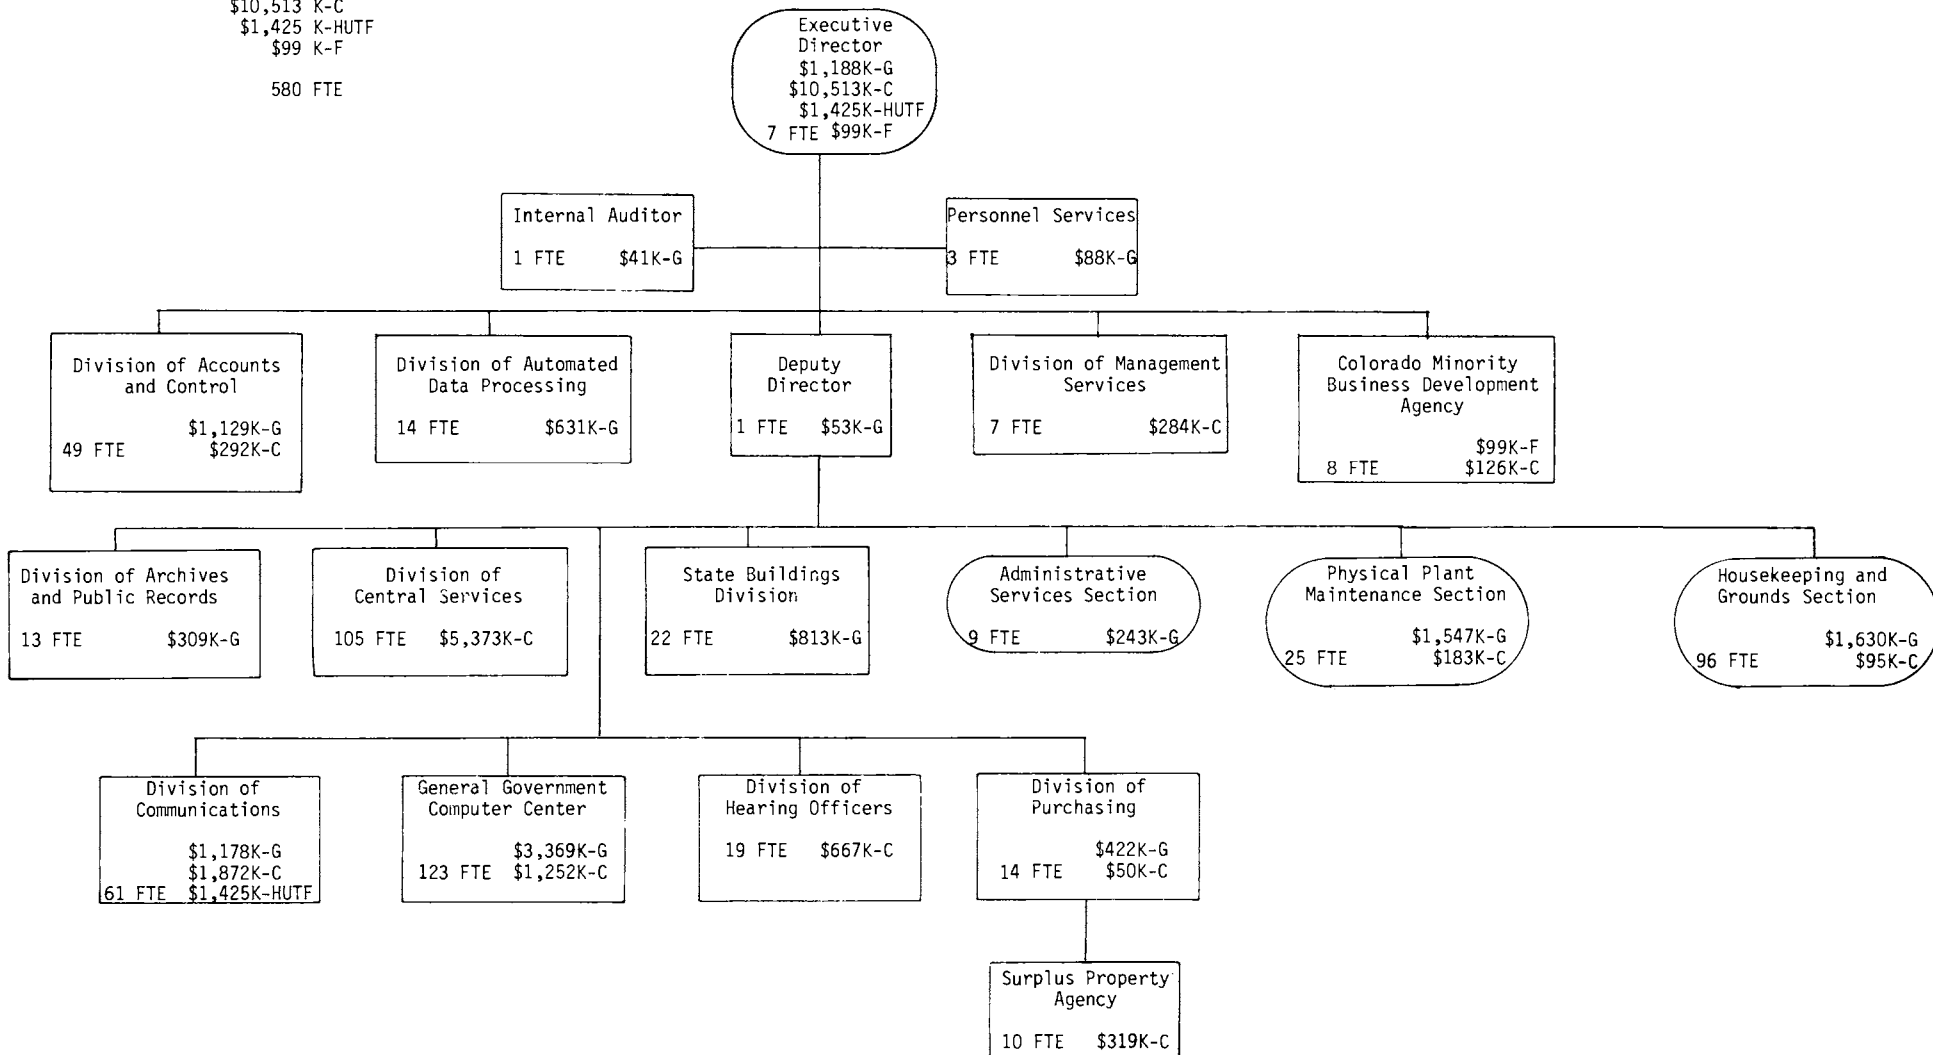 $10,513 K-C
$1,425 K-HUTF
$99 K-F
580 FTE
Executive
Director
$1,188K-G
$10,513K-C
$1,425K-HUTF
7 FTE $99K-F
Internal Auditor
1 FTE $41K-G
Personnel Services
3 FTE $88K-G
Division of Accounts
and Control
$1,129K-G
49 FTE $292K-C
Division of Automated
Data Processing
14 FTE $631K-G
Deputy
Director
1 FTE $53K-G
Division of Management
Services
7 FTE $284K-C
Colorado Minority
Business Development
Agency
$99K-F
8 FTE $126K-C
Division of Archives
and Public Records
13 FTE $309K-G
Division of
Central Services
105 FTE $5,373K-C
State Buildings
Division
22 FTE $813K-G
Administrative
Services Section
9 FTE $243K-G
Physical Plant
Maintenance Section
$1,547K-G
25 FTE $183K-C
Housekeeping and
Grounds Section
$1,630K-G
96 FTE $95K-C
Division of
Communications
$1,178K-G
$1,872K-C
61 FTE $1,425K-HUTF
General Government
Computer Center
$3,369K-G
123 FTE $1,252K-C
Division of
Hearing Officers
19 FTE $667K-C
Division of
Purchasing
$422K-G
14 FTE $50K-C
Surplus Property
Agency
10 FTE $319K-C